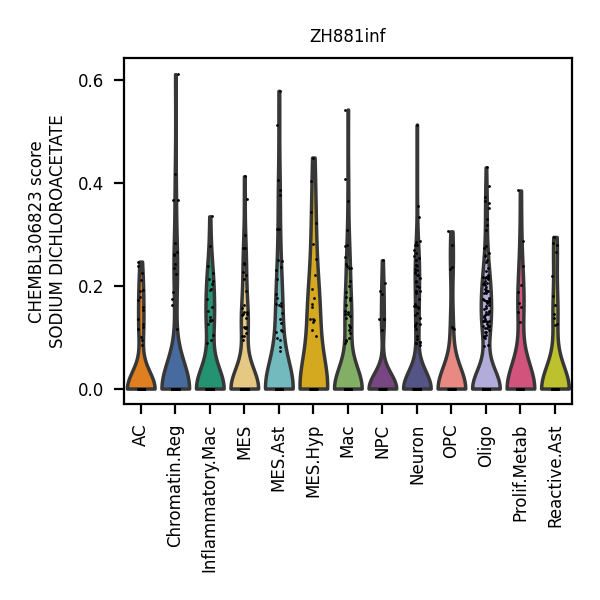 ZH881inf
CHEMBL306823 score
SODIUM DICHLOROACETATE
0.6
0.4
0.2
0.0
AC
Chromatin.Reg
Inflammatory.Mac
MES
MES.Ast
MES.Hyp
Mac
NPC
Neuron
OPC
Oligo
Prolif.Metab
Reactive.Ast